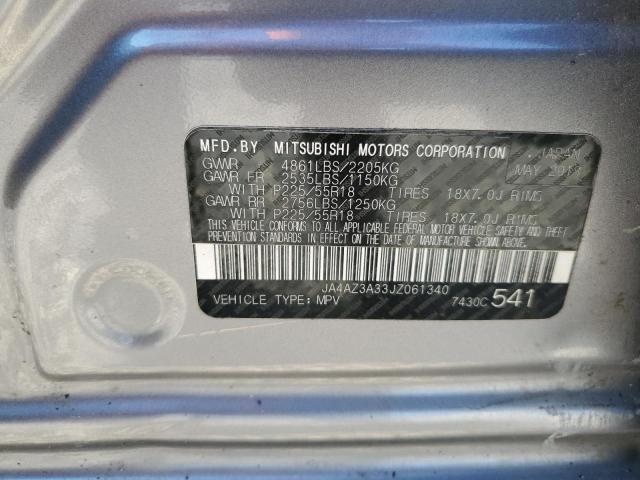 MFD.BY MITSUBISHI MOTORS CORPORATION JAPAN
GVWR 4861LBS/2205KG MAY 2018
GAWR FR 2535LBS/1150KG
WITH P225/55R18 TIRES 18X7.0J RIMS
GAWR RR 2756LBS/1250KG
WITH P225/55R18 TIRES 18X7.0J RIMS
THIS VEHICLE CONFORMS TO ALL APPLICABLE FEDERAL MOTOR VEHICLE SAFETY AND THEFT
PREVENTION STANDARDS IN EFFECT ON THE DATE OF MANUFACTURE SHOWN ABOVE.
JA4AZ3A33JZ061340
VEHICLE TYPE: MPV 7430C 541